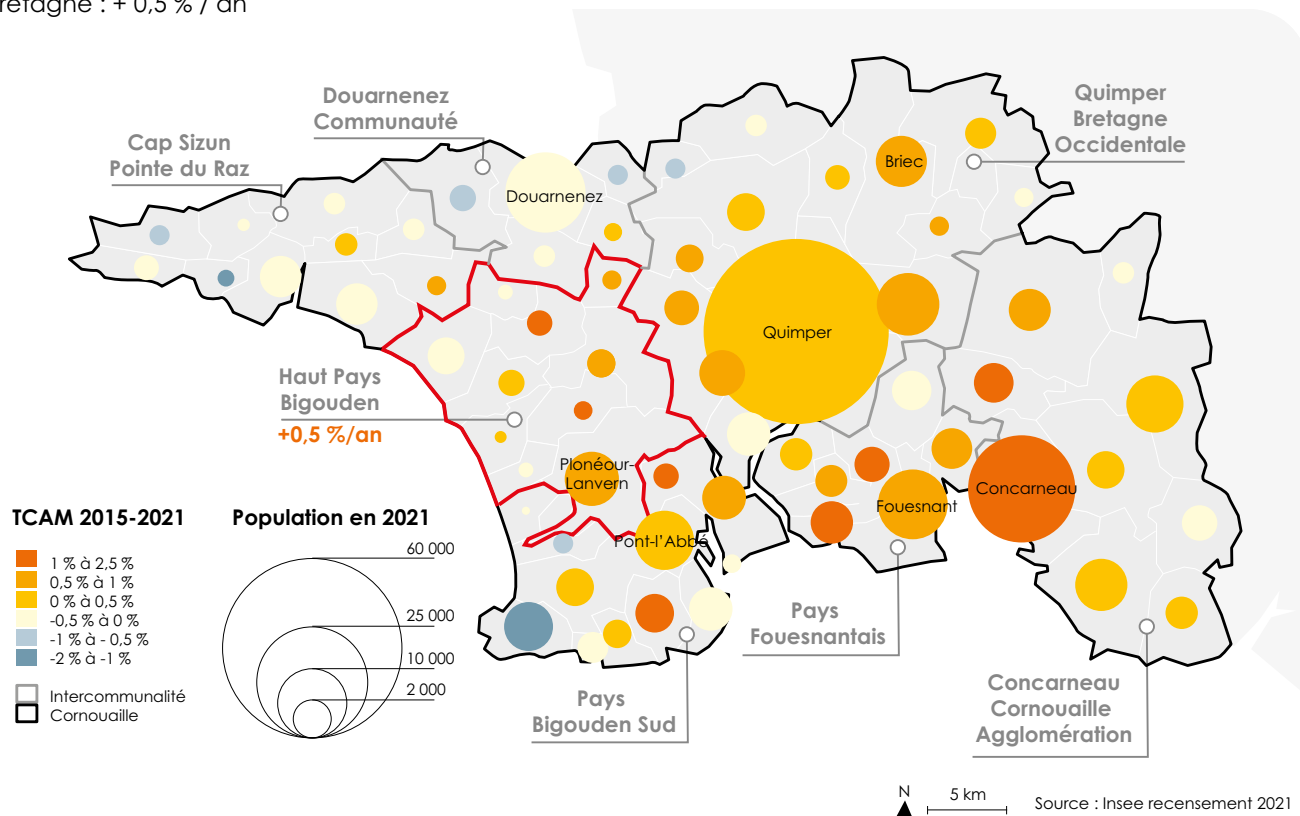 retagne : + 0,5 % / an
Douarnenez
Communauté
Cap Sizun
Pointe du Raz
Quimper
Bretagne
Occidentale
Briec
Douarnenez
Quimper
Haut Pays
Bigouden
+0,5 %/an
Plonéour-
Lanvern
Concarneau
Fouesnant
Pont-l'Abbé
TCAM 2015-2021
1 % à 2,5 %
0,5 % à 1 %
0 % à 0,5 %
-0,5 % à 0 %
-1 % à - 0,5 %
-2 % à -1 %
Intercommunalité
Cornouaille
Population en 2021
60 000
25 000
10 000
2 000
Pays
Fouesnantais
Pays
Bigouden Sud
Concarneau
Cornouaille
Agglomération
N
5 km
Source : Insee recensement 2021